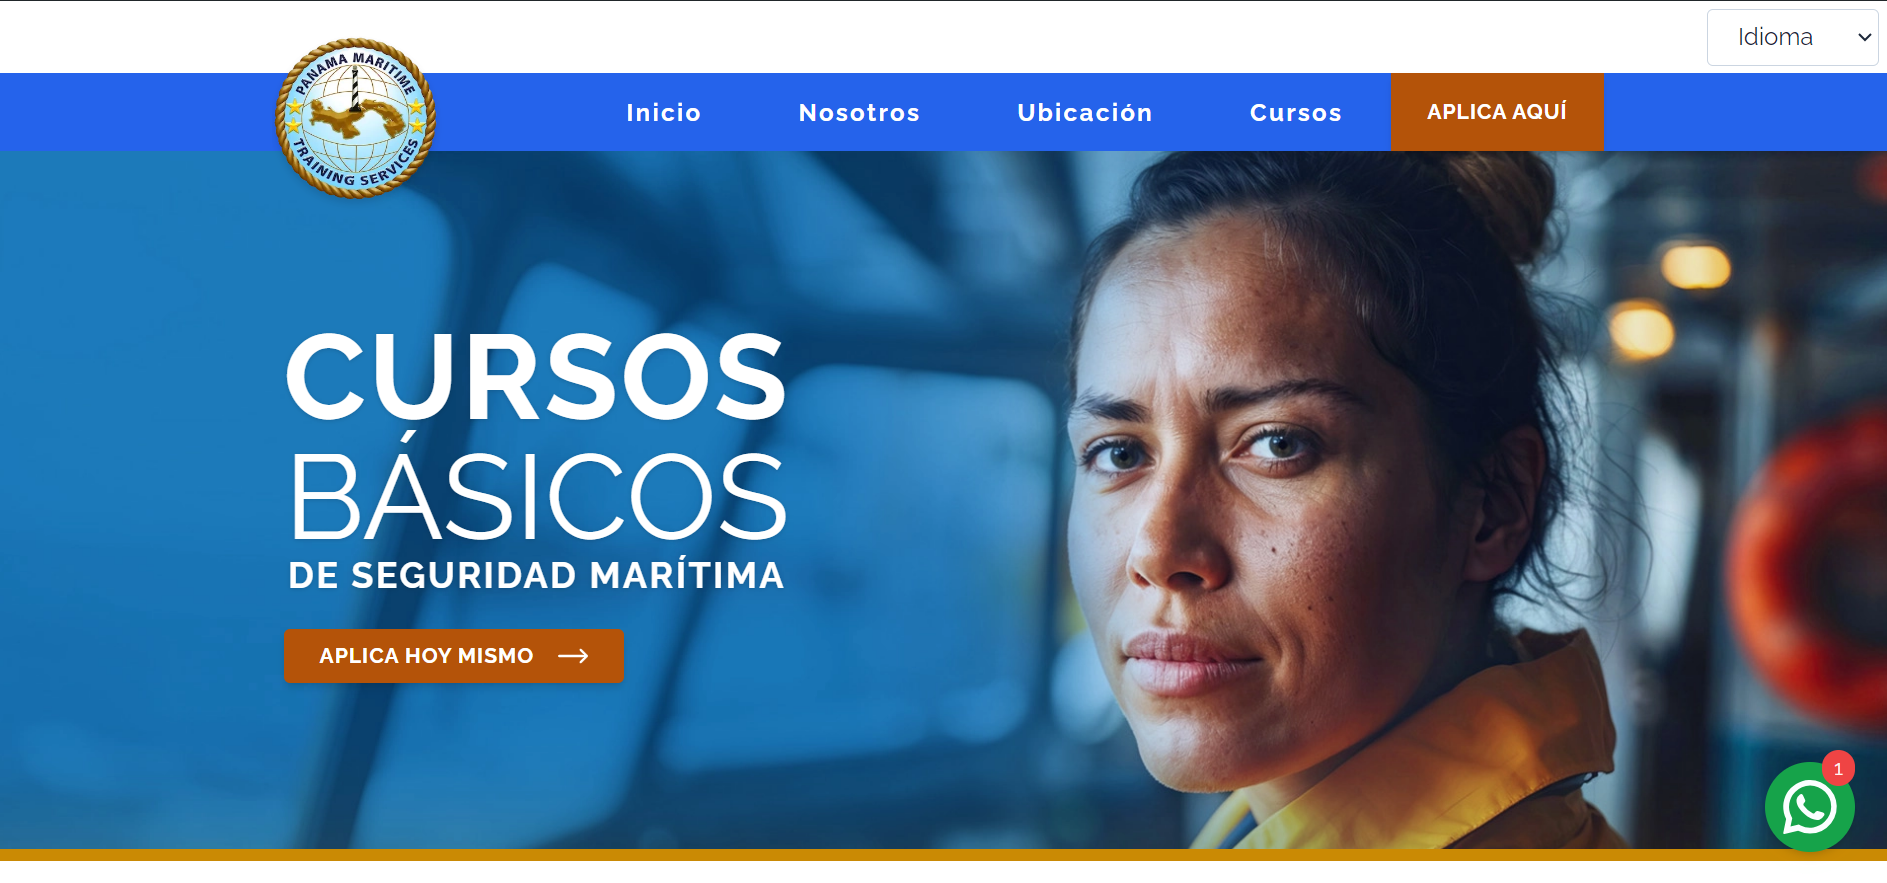 Idioma
PANAMA MARITIME
TRAINING SERVICES
Inicio
Nosotros
Ubicación
Cursos
APLICA AQUÍ
CURSOS
BÁSICOS
DE SEGURIDAD MARÍTIMA
APLICA HOY MISMO
1